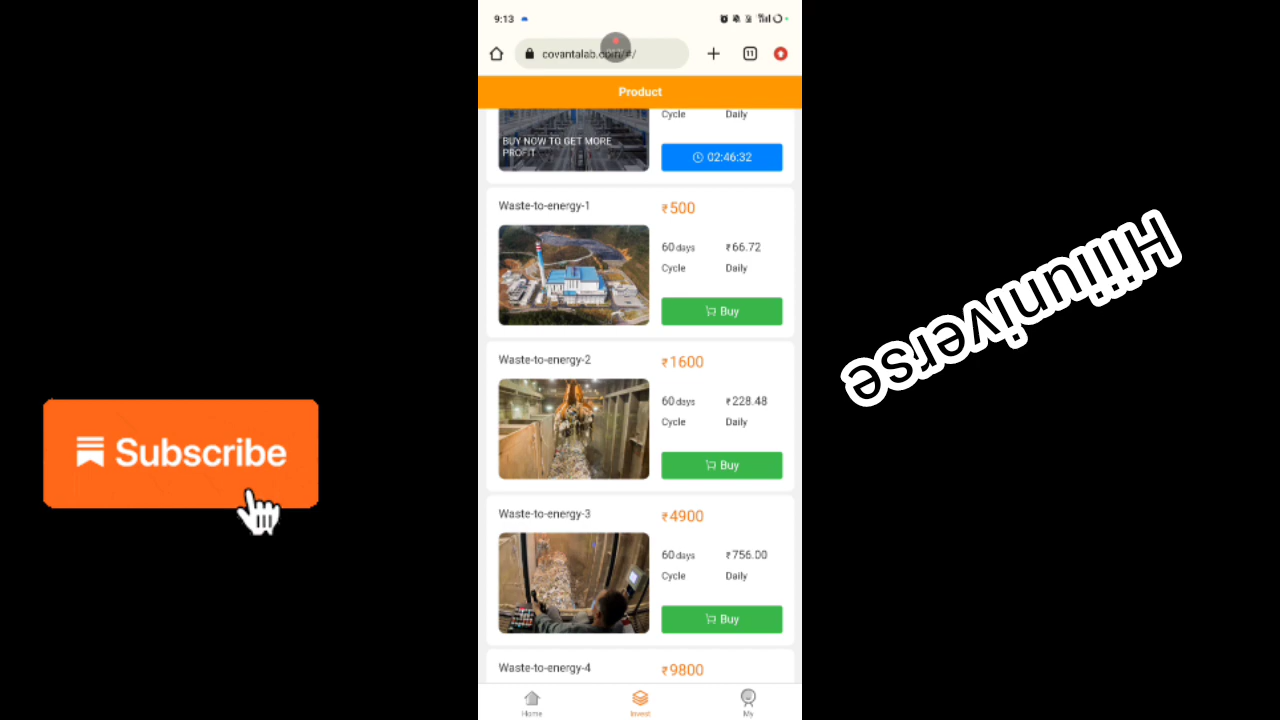 9:13
covantalab.com/#/
11
Product
BUY NOW TO GET MORE
PROFIT
Cycle Daily
02:46:32
Waste-to-energy-1
₹500
60 days ₹66.72
Cycle Daily
Buy
Waste-to-energy-2
₹1600
60 days ₹228.48
Cycle Daily
Buy
Waste-to-energy-3
₹4900
60 days ₹756.00
Cycle Daily
Buy
Waste-to-energy-4
₹9800
Home Invest My
Subscribe
Hiiiuniverse